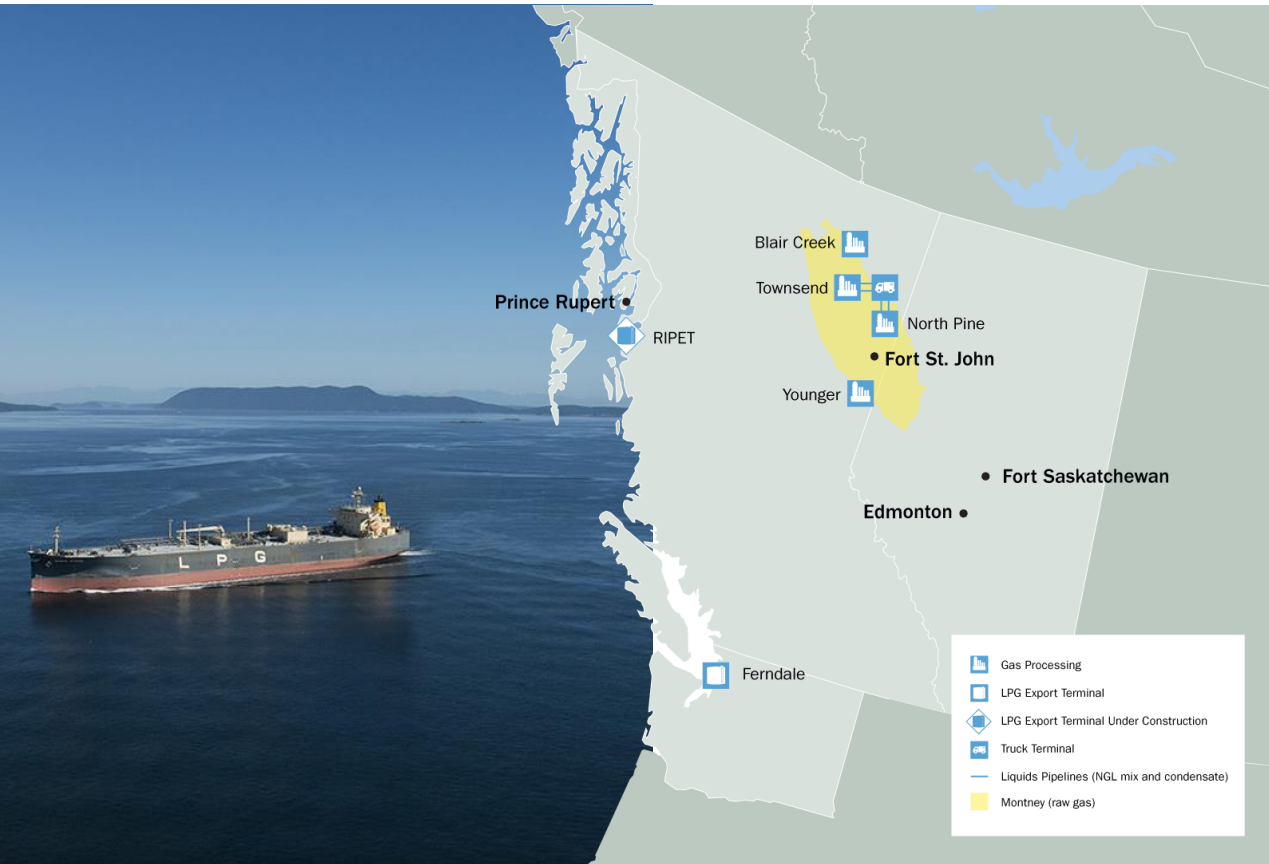 Blair Creek
Townsend
Prince Rupert
North Pine
RIPET
Fort St. John
Younger
Fort Saskatchewan
Edmonton
L P G
Ferndale
Gas Processing
LPG Export Terminal
LPG Export Terminal Under Construction
Truck Terminal
Liquids Pipelines (NGL mix and condensate)
Montney (raw gas)